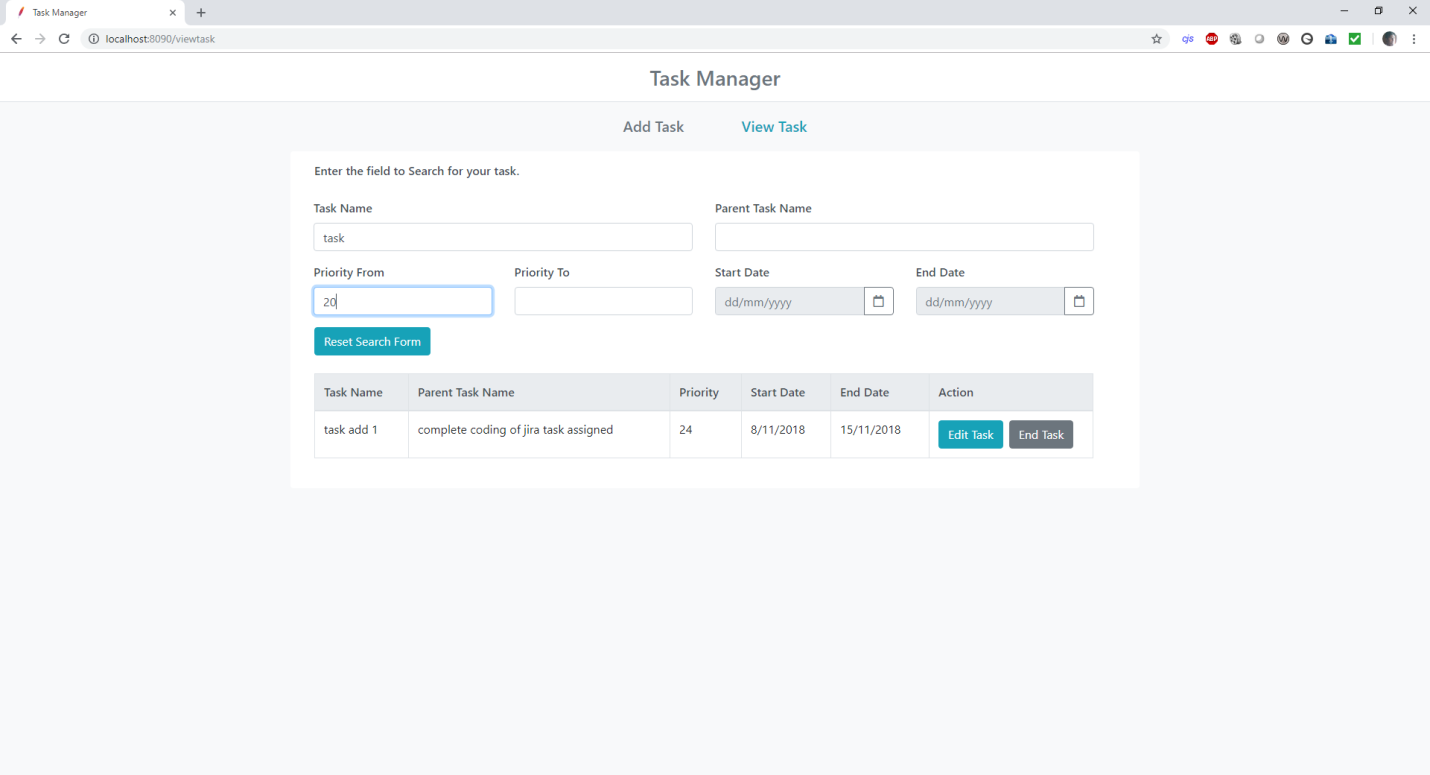 Task Manager
localhost:8090/viewtask
cjs
ABP
Task Manager
Add Task View Task
Enter the field to Search for your task.
Task Name Parent Task Name
task
Priority From Priority To Start Date End Date
20 dd/mm/yyyy dd/mm/yyyy
Reset Search Form
Task Name Parent Task Name Priority Start Date End Date Action
task add 1 complete coding of jira task assigned 24 8/11/2018 15/11/2018 Edit Task End Task